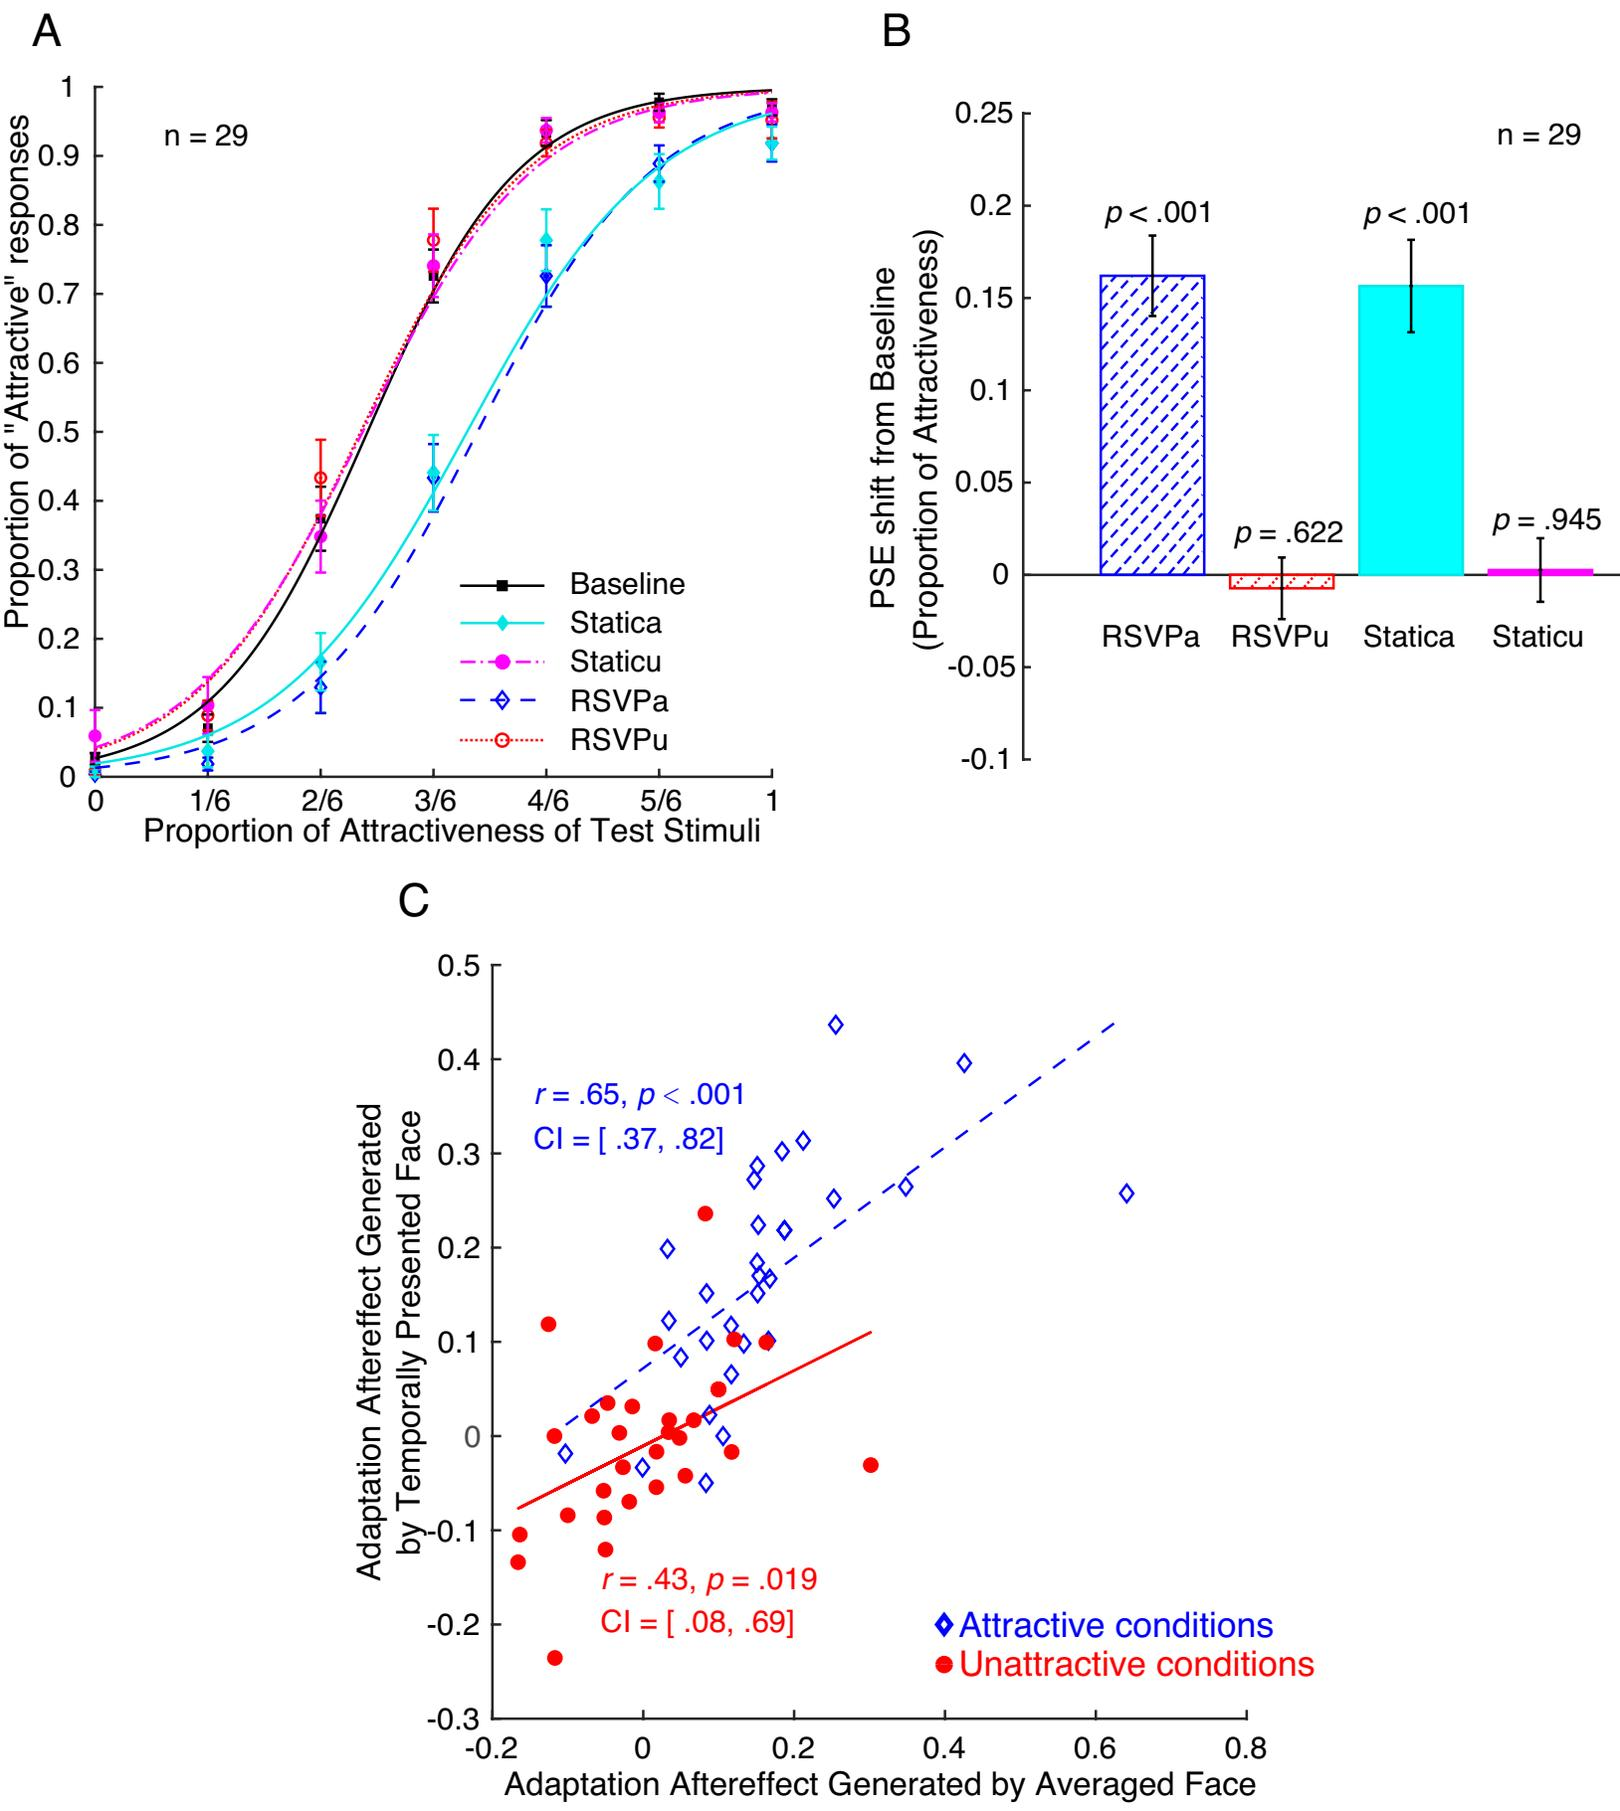 A
Proportion of "Attractive" responses
1
0.9
0.8
0.7
0.6
0.5
0.4
0.3
0.2
0.1
0
n = 29
Baseline
Statica
Staticu
RSVPa
RSVPu
0 1/6 2/6 3/6 4/6 5/6 1
Proportion of Attractiveness of Test Stimuli
B
PSE shift from Baseline
(Proportion of Attractiveness)
0.25
0.2
0.15
0.1
0.05
0
-0.05
-0.1
n = 29
p < .001
p = .622
p < .001
p = .945
RSVPa RSVPu Statica Staticu
C
Adaptation Aftereffect Generated
by Temporally Presented Face
0.5
0.4
0.3
0.2
0.1
0
-0.1
-0.2
-0.3
r = .65, p < .001
CI = [ .37, .82]
r = .43, p = .019
CI = [ .08, .69]
Attractive conditions
Unattractive conditions
-0.2 0 0.2 0.4 0.6 0.8
Adaptation Aftereffect Generated by Averaged Face